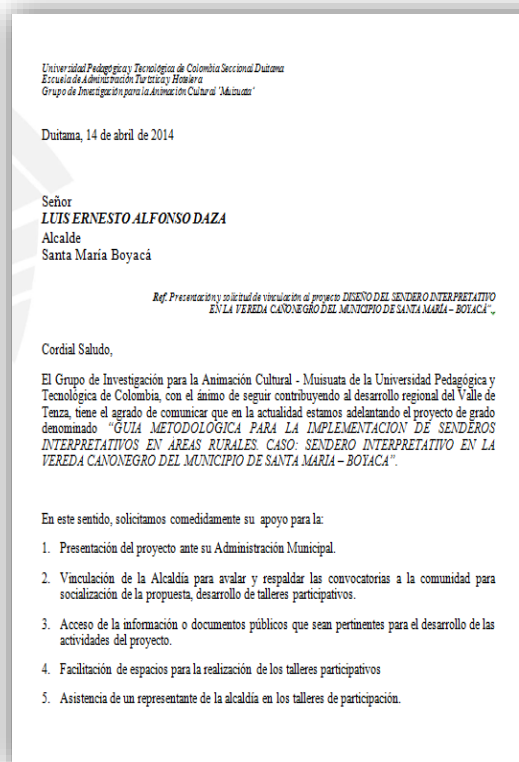 Universidad Pedagógica y Tecnológica de Colombia Seccional Duitama
Escuela de Administración Turística y Hotelera
Grupo de Investigación para la Animación Cultural 'Muisuata'
Duitama, 14 de abril de 2014
Señor
LUIS ERNESTO ALFONSO DAZA
Alcalde
Santa María Boyacá
Ref. Presentación y solicitud de vinculación al proyecto DISEÑO DEL SENDERO INTERPRETATIVO
EN LA VEREDA CAÑONEGRO DEL MUNICIPIO DE SANTA MARÍA – BOYACÁ".
Cordial Saludo,
El Grupo de Investigación para la Animación Cultural - Muisuata de la Universidad Pedagógica y
Tecnológica de Colombia, con el ánimo de seguir contribuyendo al desarrollo regional del Valle de
Tenza, tiene el agrado de comunicar que en la actualidad estamos adelantando el proyecto de grado
denominado "GUIA METODOLOGICA PARA LA IMPLEMENTACION DE SENDEROS
INTERPRETATIVOS EN ÁREAS RURALES. CASO: SENDERO INTERPRETATIVO EN LA
VEREDA CANONEGRO DEL MUNICIPIO DE SANTA MARIA – BOYACA".
En este sentido, solicitamos comedidamente su apoyo para la:
1. Presentación del proyecto ante su Administración Municipal.
2. Vinculación de la Alcaldía para avalar y respaldar las convocatorias a la comunidad para
socialización de la propuesta, desarrollo de talleres participativos.
3. Acceso de la información o documentos públicos que sean pertinentes para el desarrollo de las
actividades del proyecto.
4. Facilitación de espacios para la realización de los talleres participativos
5. Asistencia de un representante de la alcaldía en los talleres de participación.